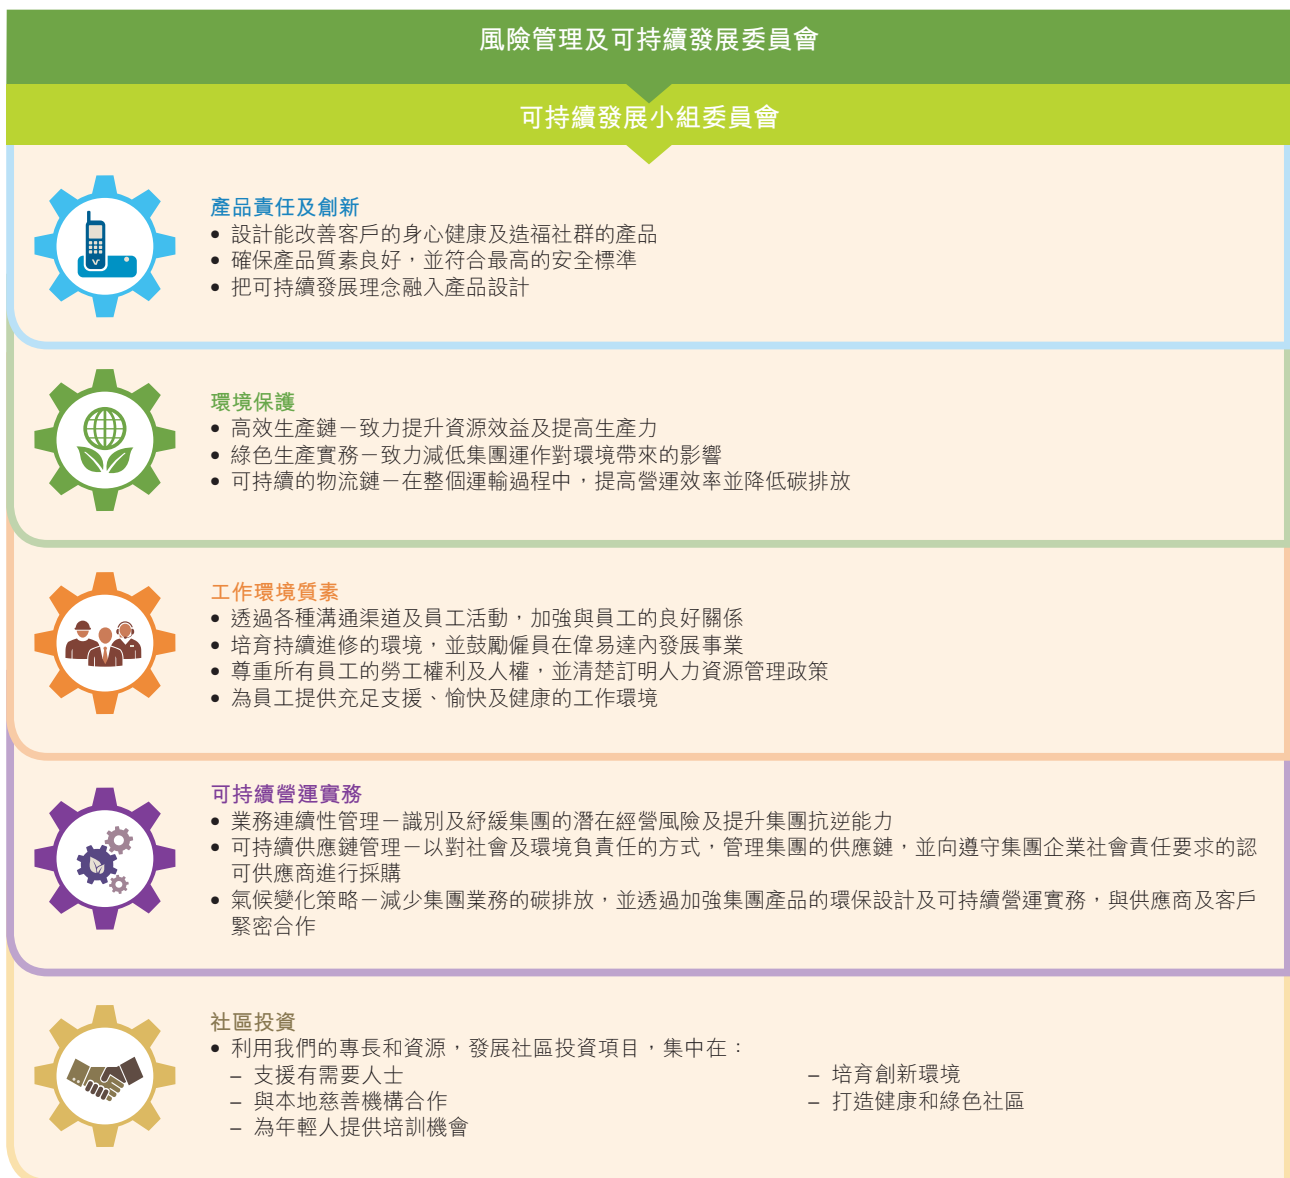 風險管理及可持續發展委員會
可持續發展小組委員會
產品責任及創新
• 設計能改善客戶的身心健康及造福社群的產品
• 確保產品質素良好，並符合最高的安全標準
• 把可持續發展理念融入產品設計
環境保護
• 高效生產鏈－致力提升資源效益及提高生產力
• 綠色生產實務－致力減低集團運作對環境帶來的影響
• 可持續的物流鏈－在整個運輸過程中，提高營運效率並降低碳排放
工作環境質素
• 透過各種溝通渠道及員工活動，加強與員工的良好關係
• 培育持續進修的環境，並鼓勵僱員在偉易達內發展事業
• 尊重所有員工的勞工權利及人權，並清楚訂明人力資源管理政策
• 為員工提供充足支援、愉快及健康的工作環境
可持續營運實務
• 業務連續性管理－識別及紓緩集團的潛在經營風險及提升集團抗逆能力
• 可持續供應鏈管理－以對社會及環境負責任的方式，管理集團的供應鏈，並向遵守集團企業社會責任要求的認
可供應商進行採購
• 氣候變化策略－減少集團業務的碳排放，並透過加強集團產品的環保設計及可持續營運實務，與供應商及客戶
緊密合作
社區投資
• 利用我們的專長和資源，發展社區投資項目，集中在：
– 支援有需要人士
– 與本地慈善機構合作
– 為年輕人提供培訓機會
– 培育創新環境
– 打造健康和綠色社區